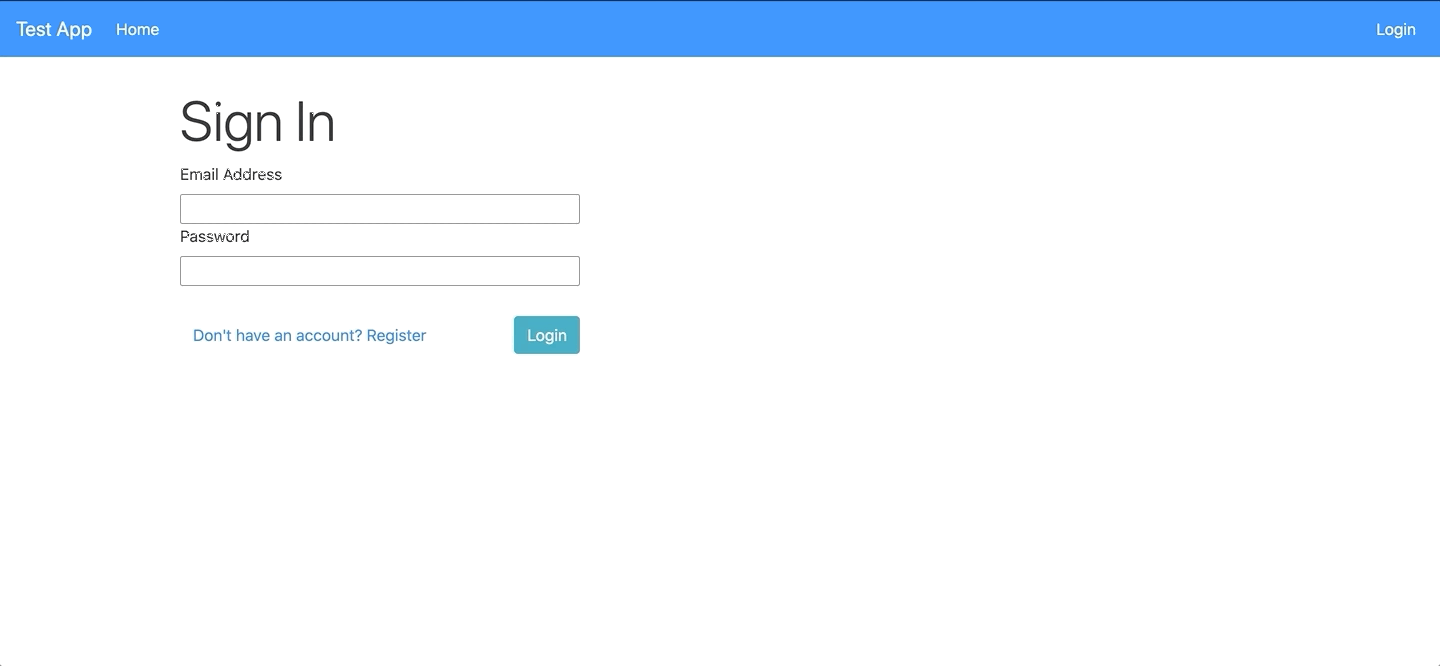 Test App Home Login
Sign In
Email Address
Password
Don't have an account? Register Login